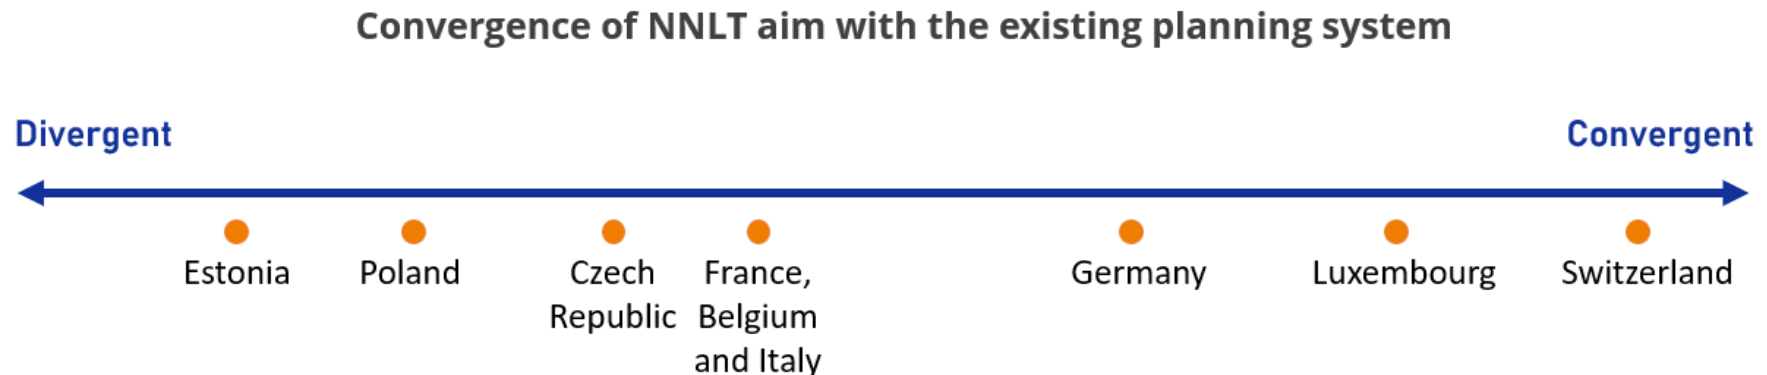 Convergence of NNLT aim with the existing planning system
Divergent
Convergent
Estonia
Poland
Czech
Republic
France,
Belgium
and Italy
Germany
Luxembourg
Switzerland